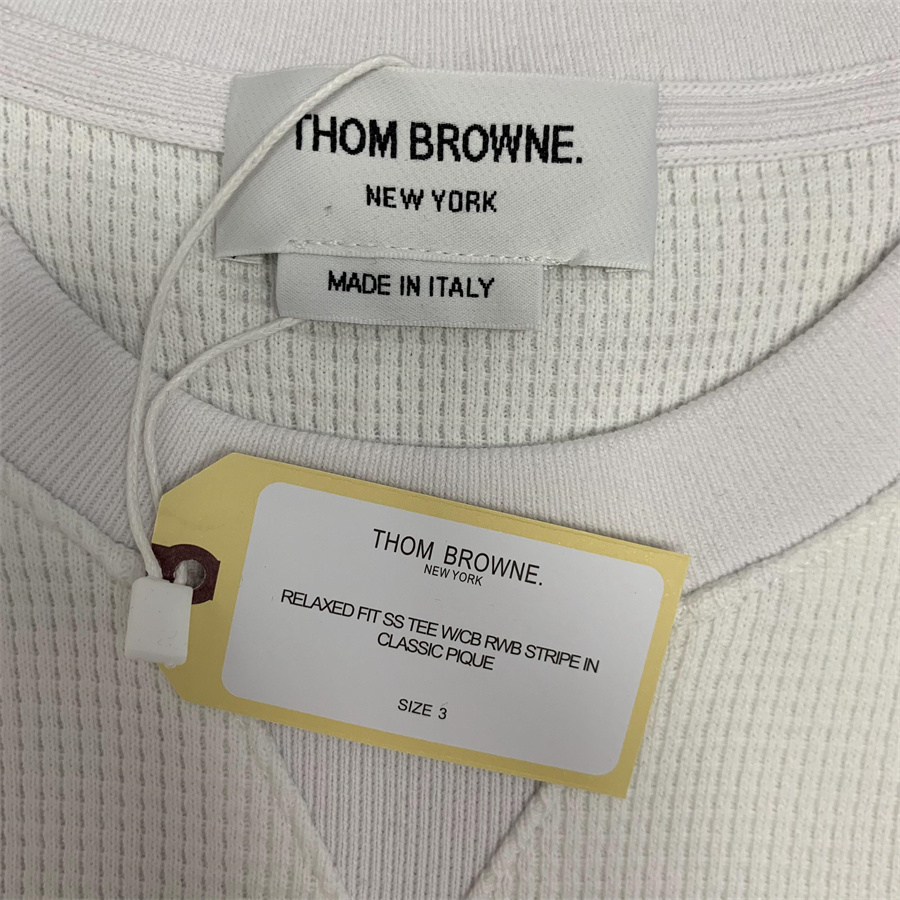 THOM BROWNE.
NEW YORK
MADE IN ITALY
THOM BROWNE.
NEW YORK
RELAXED FIT SS TEE W/CB RWB STRIPE IN
CLASSIC PIQUE
SIZE 3